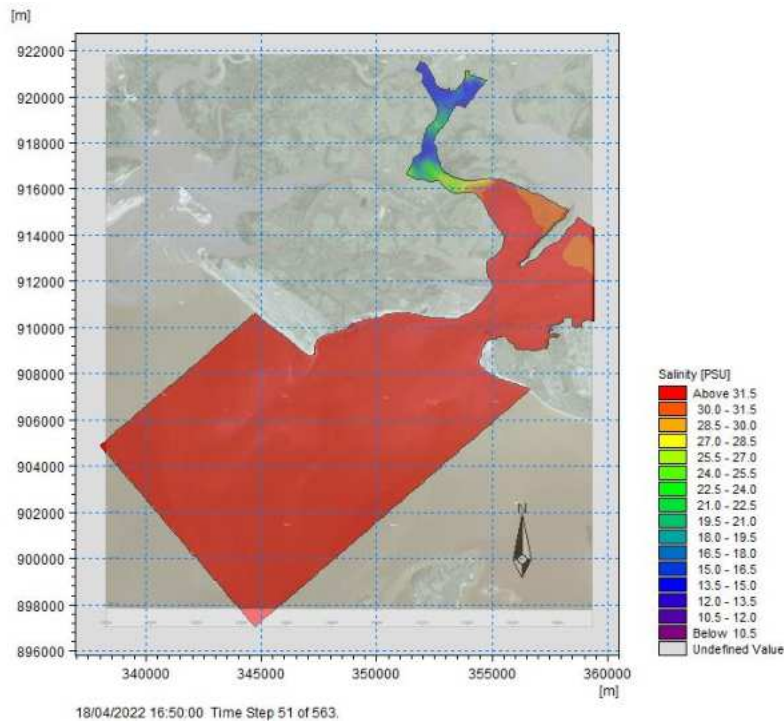 [m]
922000
920000
918000
916000
914000
912000
910000
908000
906000
904000
902000
900000
898000
896000
N
340000
345000
350000
355000
360000
[m]
Salinity [PSU]
Above 31.5
30.0 - 31.5
28.5 - 30.0
27.0 - 28.5
25.5 - 27.0
24.0 - 25.5
22.5 - 24.0
21.0 - 22.5
19.5 - 21.0
18.0 - 19.5
16.5 - 18.0
15.0 - 16.5
13.5 - 15.0
12.0 - 13.5
10.5 - 12.0
Below 10.5
Undefined Value
18/04/2022 16:50:00 Time Step 51 of 563.